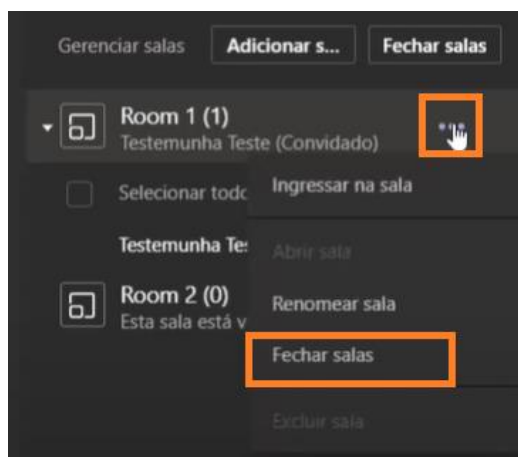 Gerenciar salas Adicionar s... Fechar salas
Room 1 (1)
Testemunha Teste (Convidado)
Selecionar todo
Ingressar na sala
Testemunha Te
Abrir sala
Room 2 (0)
Esta sala está v
Renomear sala
Fechar salas
Excluir sala